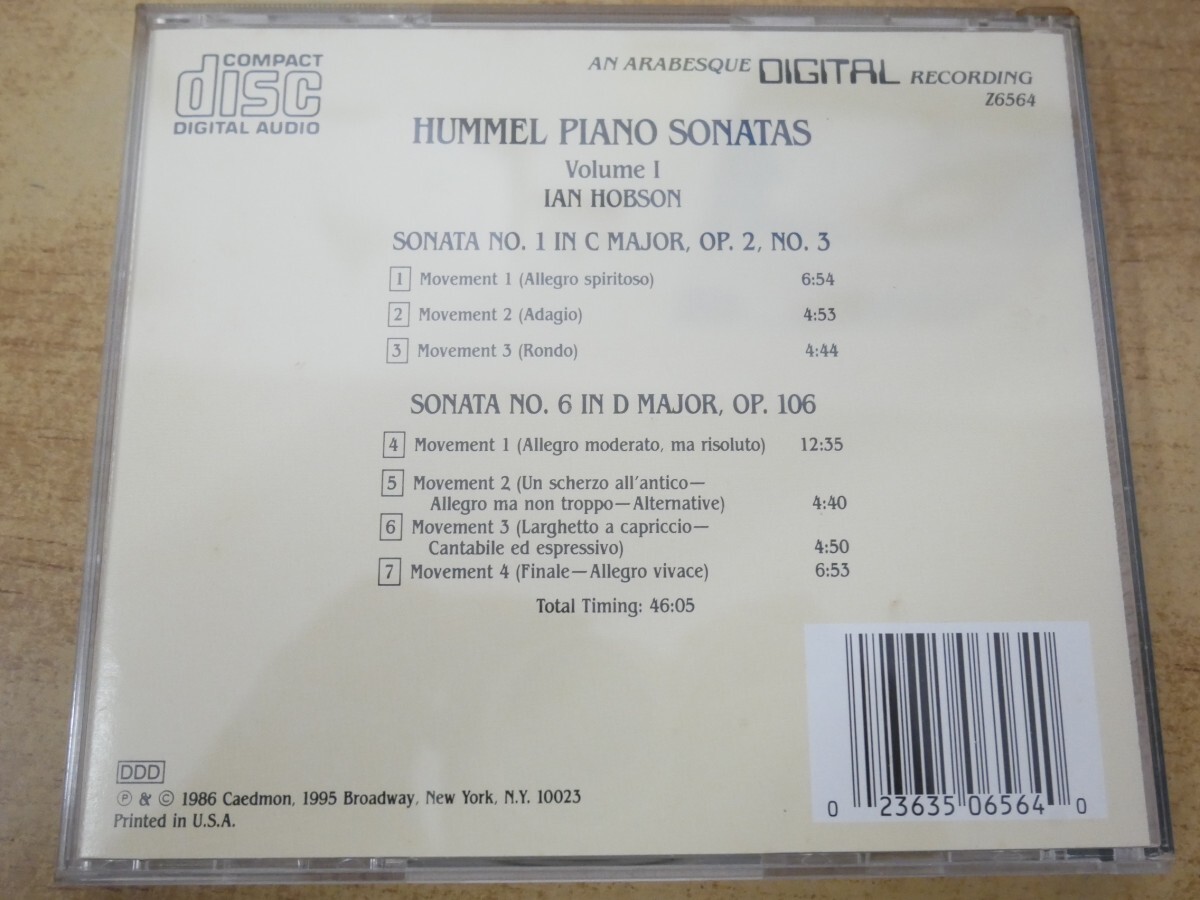 COMPACT
disc
DIGITAL AUDIO
AN ARABESQUE DIGITAL RECORDING
Z6564
HUMMEL PIANO SONATAS
Volume I
IAN HOBSON
SONATA NO. 1 IN C MAJOR, OP. 2, NO. 3
1 Movement 1 (Allegro spiritoso) 6:54
2 Movement 2 (Adagio) 4:53
3 Movement 3 (Rondo) 4:44
SONATA NO. 6 IN D MAJOR, OP. 106
4 Movement 1 (Allegro moderato, ma risoluto) 12:35
5 Movement 2 (Un scherzo all'antico—
Allegro ma non troppo—Alternative) 4:40
6 Movement 3 (Larghetto a capriccio—
Cantabile ed espressivo) 4:50
7 Movement 4 (Finale—Allegro vivace) 6:53
Total Timing: 46:05
DDD
℗ & © 1986 Caedmon, 1995 Broadway, New York, N.Y. 10023
Printed in U.S.A.
0 23635 06564 0